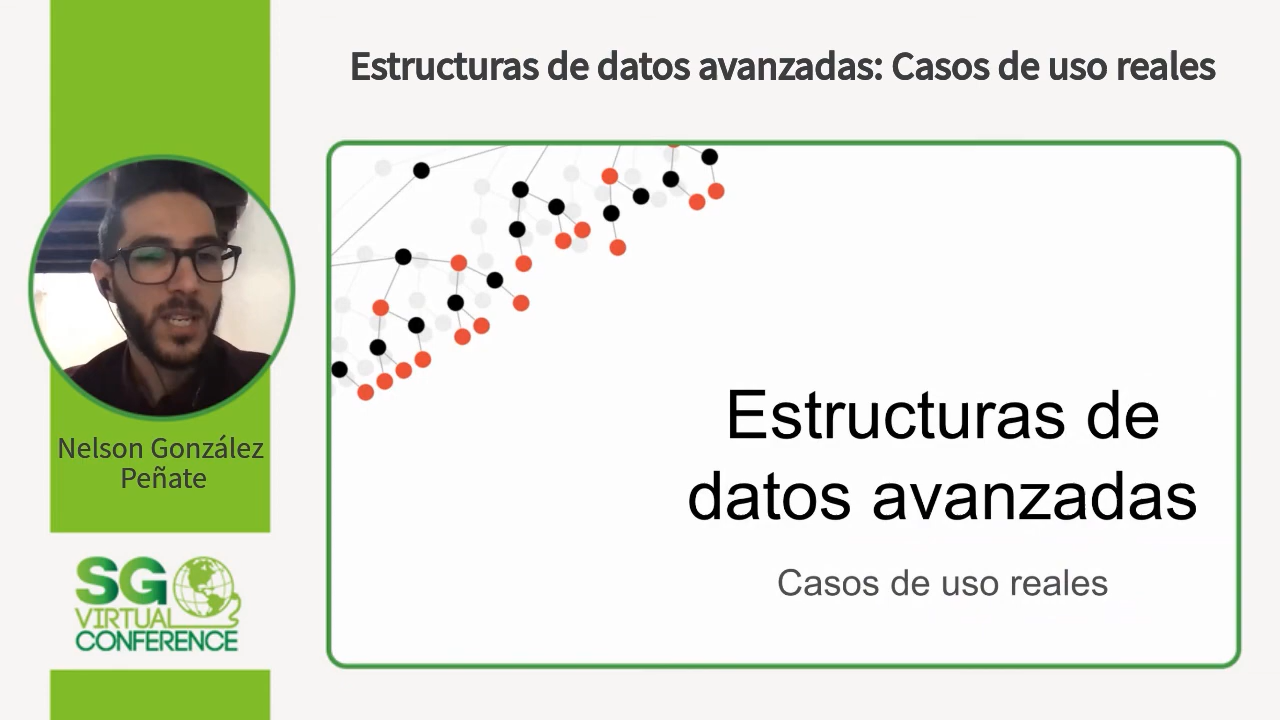 Estructuras de datos avanzadas: Casos de uso reales
Nelson González
Peñate
SG
VIRTUAL
CONFERENCE
Estructuras de
datos avanzadas
Casos de uso reales